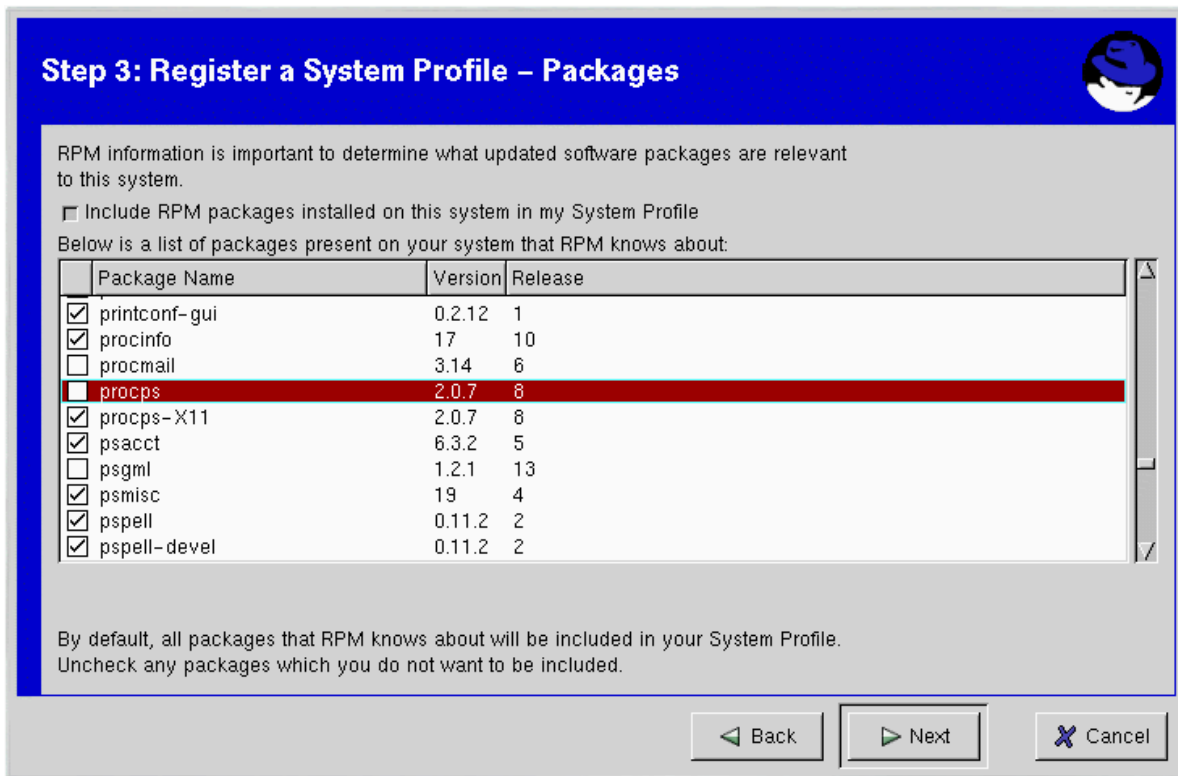 Step 3: Register a System Profile – Packages
RPM information is important to determine what updated software packages are relevant
to this system.
Include RPM packages installed on this system in my System Profile
Below is a list of packages present on your system that RPM knows about:
Package Name Version Release
printconf-gui 0.2.12 1
procinfo 17 10
procmail 3.14 6
procps 2.0.7 8
procps-X11 2.0.7 8
psacct 6.3.2 5
psgml 1.2.1 13
psmisc 19 4
pspell 0.11.2 2
pspell-devel 0.11.2 2
By default, all packages that RPM knows about will be included in your System Profile.
Uncheck any packages which you do not want to be included.
Back Next Cancel